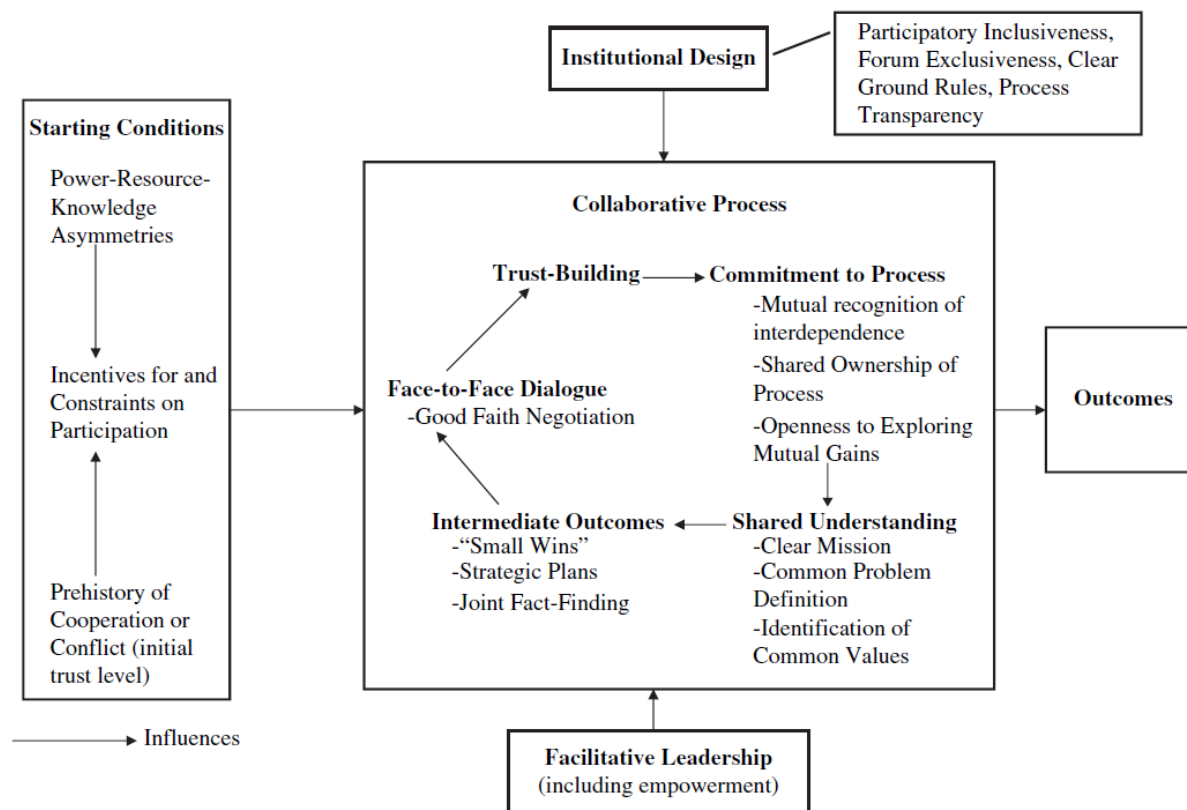 Institutional Design
Participatory Inclusiveness,
Forum Exclusiveness, Clear
Ground Rules, Process
Transparency
Starting Conditions
Power-Resource-
Knowledge
Asymmetries
Incentives for and
Constraints on
Participation
Prehistory of
Cooperation or
Conflict (initial
trust level)
Collaborative Process
Trust-Building
Commitment to Process
-Mutual recognition of
interdependence
-Shared Ownership of
Process
-Openness to Exploring
Mutual Gains
Face-to-Face Dialogue
-Good Faith Negotiation
Intermediate Outcomes
-“Small Wins”
-Strategic Plans
-Joint Fact-Finding
Shared Understanding
-Clear Mission
-Common Problem
Definition
-Identification of
Common Values
Outcomes
Influences
Facilitative Leadership
(including empowerment)